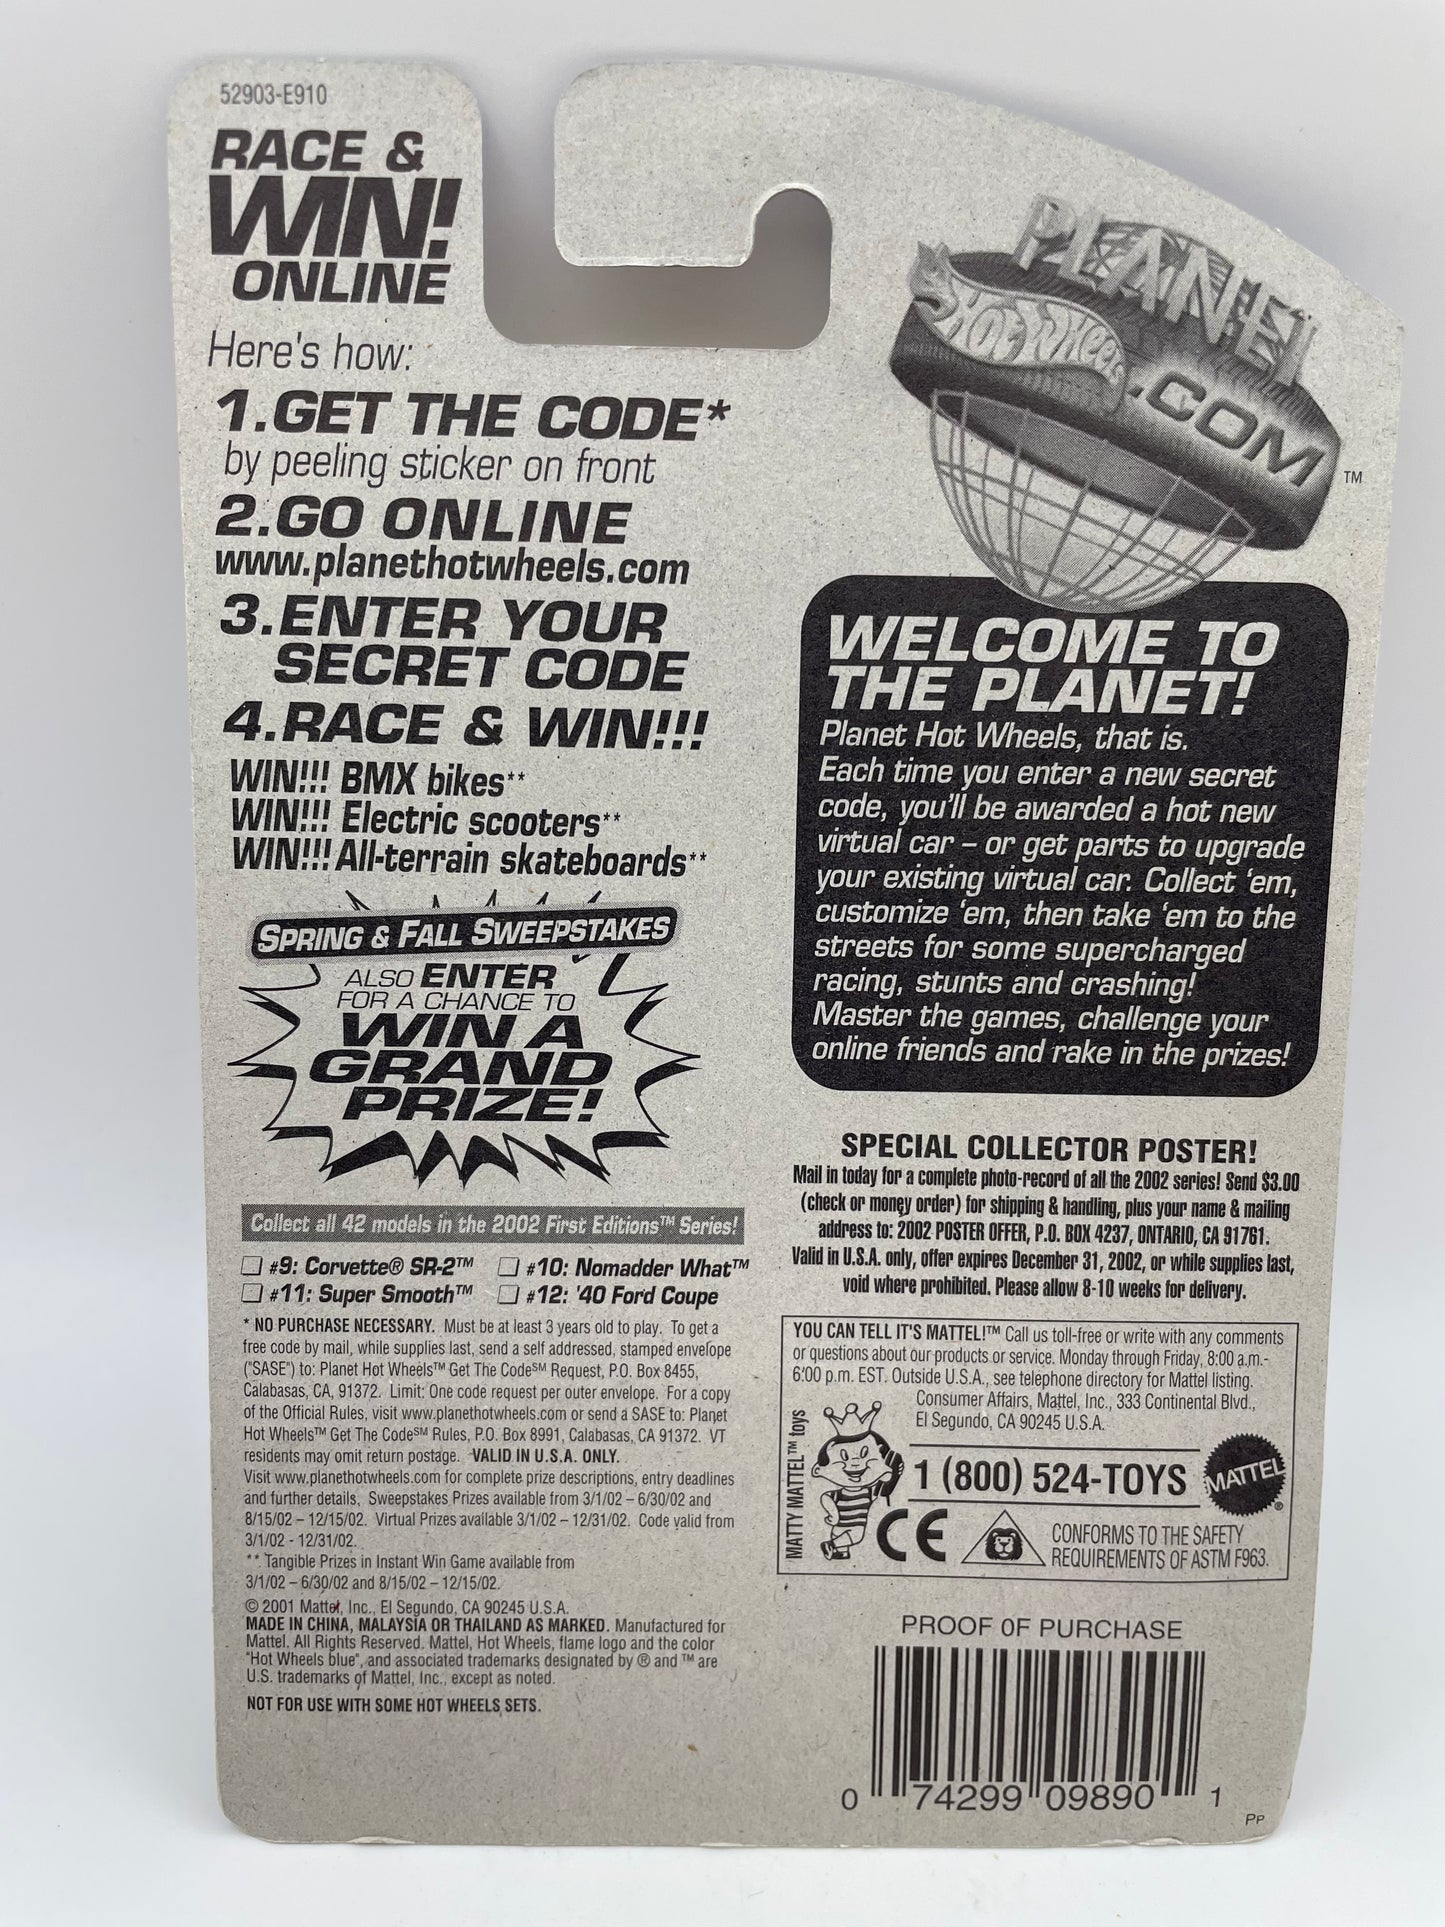 52903-E910
RACE &
WIN!
ONLINE
Here's how:
1.GET THE CODE*
by peeling sticker on front
2.GO ONLINE
www.planethotwheels.com
3.ENTER YOUR
SECRET CODE
4.RACE & WIN!!!
WIN!!! BMX bikes**
WIN!!! Electric scooters**
WIN!!! All-terrain skateboards**
SPRING & FALL SWEEPSTAKES
ALSO ENTER
FOR A CHANCE TO
WIN A
GRAND
PRIZE!
Collect all 42 models in the 2002 First Editions™ Series!
#9: Corvette® SR-2™ #10: Nomadder What™
#11: Super Smooth™ #12: '40 Ford Coupe
* NO PURCHASE NECESSARY. Must be at least 3 years old to play. To get a
free code by mail, while supplies last, send a self addressed, stamped envelope
("SASE") to: Planet Hot Wheels™ Get The Code℠ Request, P.O. Box 8455,
Calabasas, CA, 91372. Limit: One code request per outer envelope. For a copy
of the Official Rules, visit www.planethotwheels.com or send a SASE to: Planet
Hot Wheels™ Get The Code℠ Rules, P.O. Box 8991, Calabasas, CA 91372. VT
residents may omit return postage. VALID IN U.S.A. ONLY.
Visit www.planethotwheels.com for complete prize descriptions, entry deadlines
and further details. Sweepstakes Prizes available from 3/1/02 – 6/30/02 and
8/15/02 – 12/15/02. Virtual Prizes available 3/1/02 – 12/31/02. Code valid from
3/1/02 - 12/31/02.
** Tangible Prizes in Instant Win Game available from
3/1/02 – 6/30/02 and 8/15/02 – 12/15/02.
© 2001 Mattel, Inc., El Segundo, CA 90245 U.S.A.
MADE IN CHINA, MALAYSIA OR THAILAND AS MARKED. Manufactured for
Mattel. All Rights Reserved. Mattel, Hot Wheels, flame logo and the color
"Hot Wheels blue", and associated trademarks designated by ® and ™ are
U.S. trademarks of Mattel, Inc., except as noted.
NOT FOR USE WITH SOME HOT WHEELS SETS.
PLANET
HOT WHEELS
.COM
™
WELCOME TO
THE PLANET!
Planet Hot Wheels, that is.
Each time you enter a new secret
code, you'll be awarded a hot new
virtual car – or get parts to upgrade
your existing virtual car. Collect 'em,
customize 'em, then take 'em to the
streets for some supercharged
racing, stunts and crashing!
Master the games, challenge your
online friends and rake in the prizes!
SPECIAL COLLECTOR POSTER!
Mail in today for a complete photo-record of all the 2002 series! Send $3.00
(check or money order) for shipping & handling, plus your name & mailing
address to: 2002 POSTER OFFER, P.O. BOX 4237, ONTARIO, CA 91761.
Valid in U.S.A. only, offer expires December 31, 2002, or while supplies last,
void where prohibited. Please allow 8-10 weeks for delivery.
YOU CAN TELL IT'S MATTEL!™ Call us toll-free or write with any comments
or questions about our products or service. Monday through Friday, 8:00 a.m.-
6:00 p.m. EST. Outside U.S.A., see telephone directory for Mattel listing.
Consumer Affairs, Mattel, Inc., 333 Continental Blvd.,
El Segundo, CA 90245 U.S.A.
MATTY MATTEL™ toys
1 (800) 524-TOYS
MATTEL®
CE
CONFORMS TO THE SAFETY
REQUIREMENTS OF ASTM F963.
PROOF OF PURCHASE
0 74299 09890 1
PP